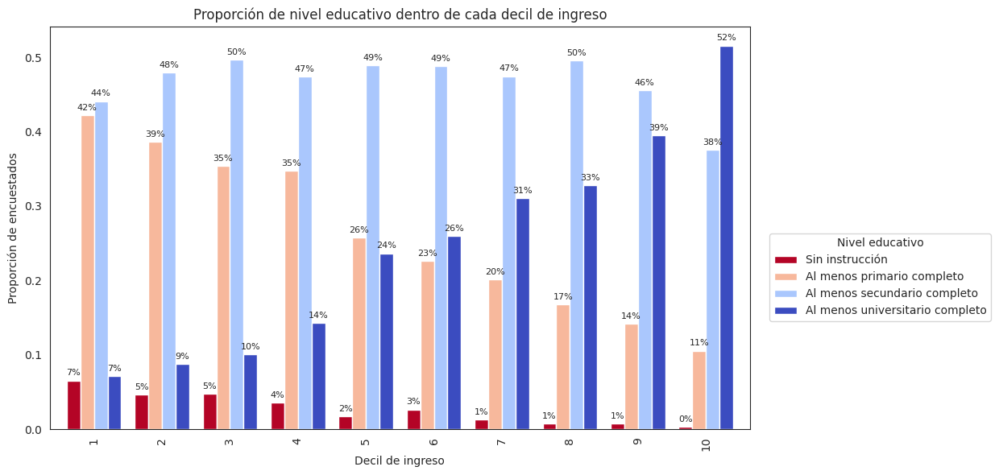 Proporción de nivel educativo dentro de cada decil de ingreso
Proporción de encuestados
0.5
0.4
0.3
0.2
0.1
0.0
7% 42% 44% 7%
5% 39% 48% 9%
5% 35% 50% 10%
4% 35% 47% 14%
2% 26% 49% 24%
3% 23% 49% 26%
1% 20% 47% 31%
1% 17% 50% 33%
1% 14% 46% 39%
0% 11% 38% 52%
1 2 3 4 5 6 7 8 9 10
Decil de ingreso
Nivel educativo
Sin instrucción
Al menos primario completo
Al menos secundario completo
Al menos universitario completo